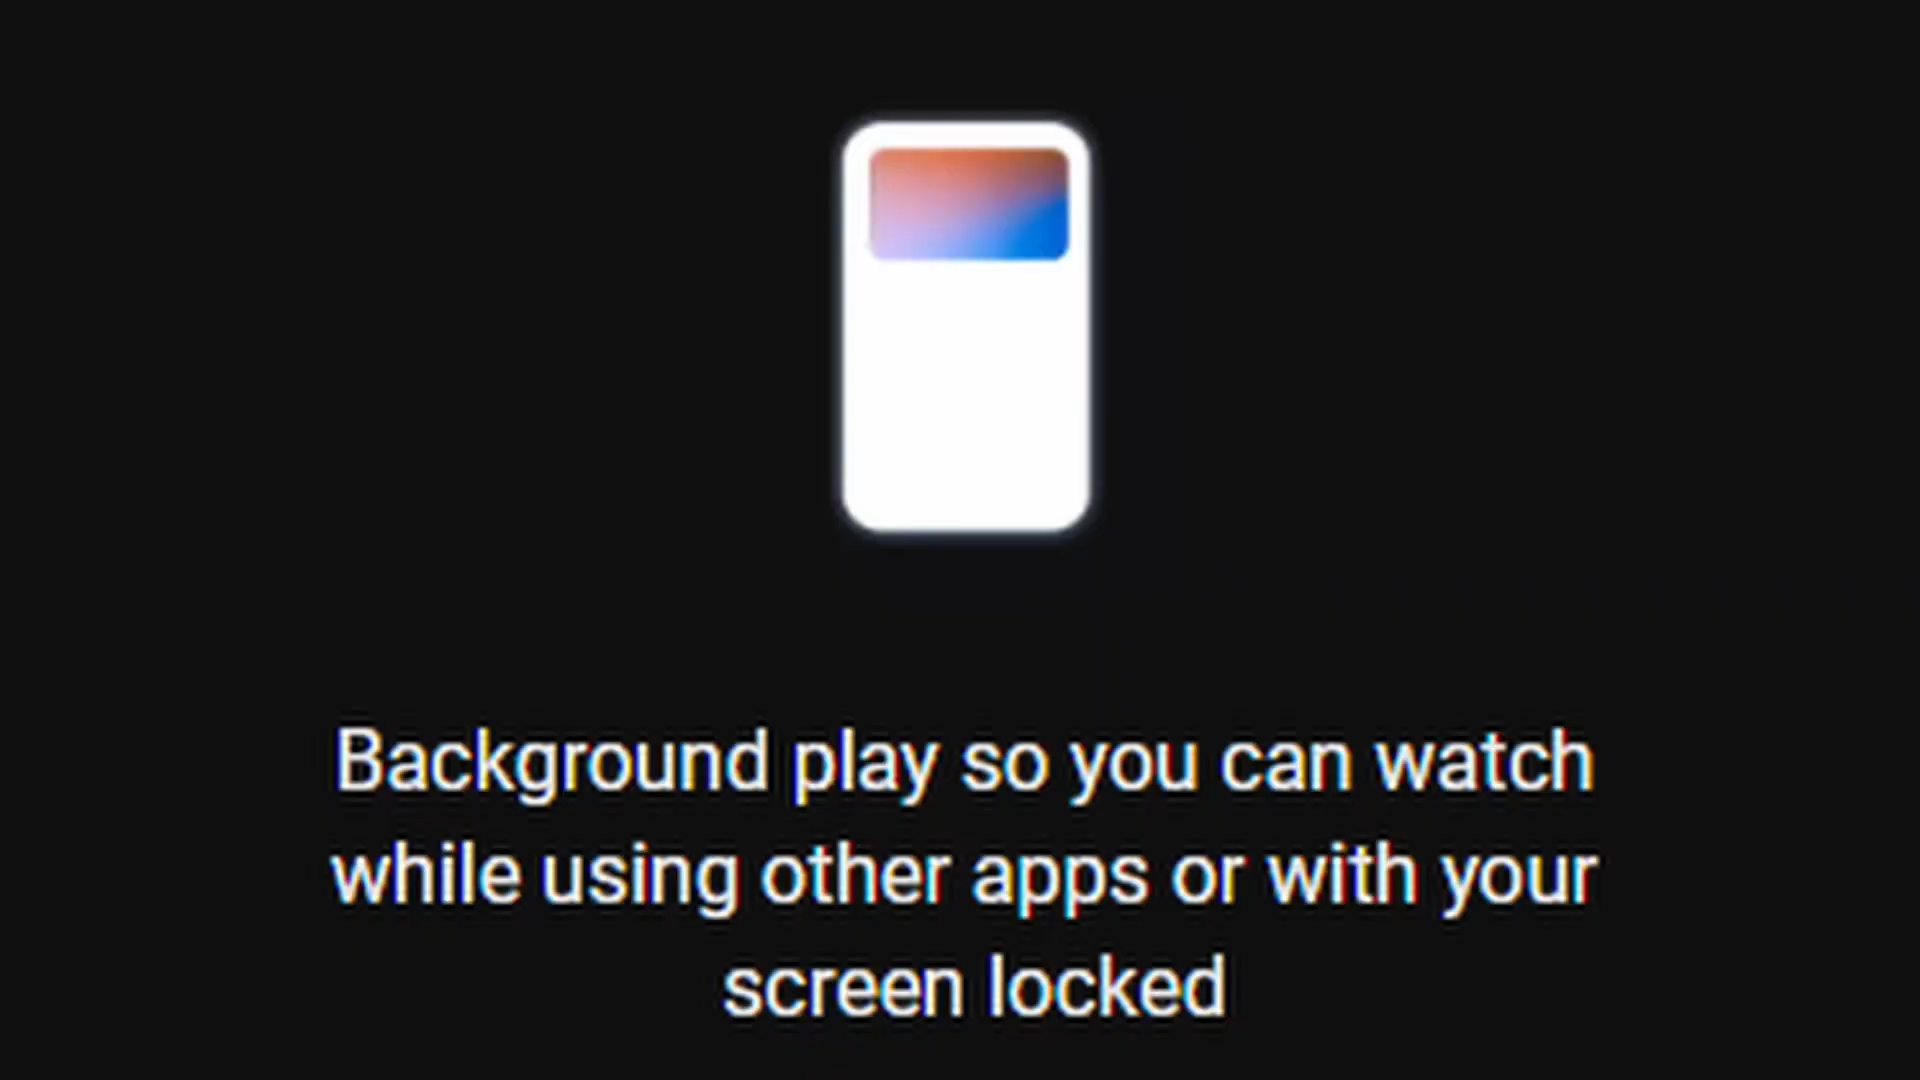 Background play so you can watch
while using other apps or with your
screen locked